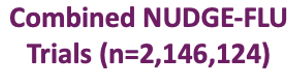 Combined NUDGE-FLU
Trials (n=2,146,124)